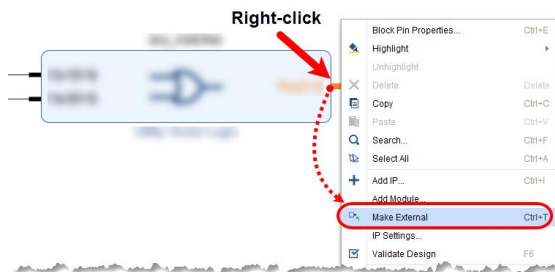 Right-click
Block Pin Properties... Ctrl+E
Highlight
Unhighlight
Delete Delete
Copy Ctrl+C
Paste Ctrl+V
Search... Ctrl+F
Select All Ctrl+A
Add IP... Ctrl+I
Add Module...
Make External Ctrl+T
IP Settings...
Validate Design F6